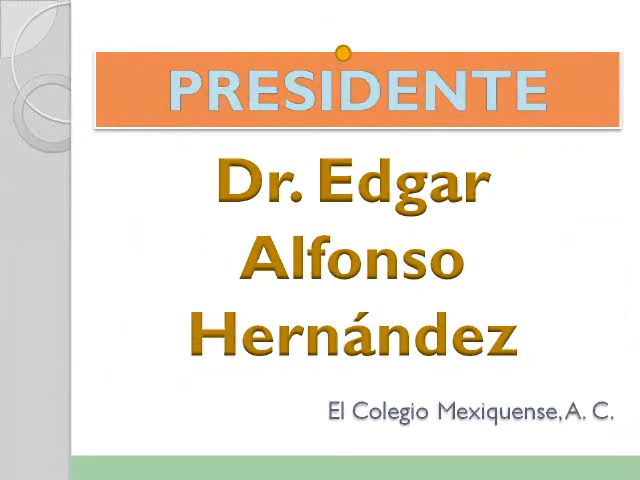 PRESIDENTE
Dr. Edgar
Alfonso
Hernández
El Colegio Mexiquense, A. C.